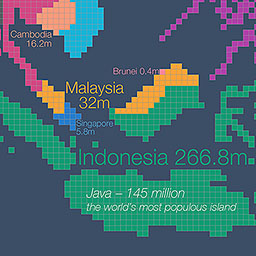 Cambodia
16.2m
Brunei 0.4m
Malaysia
32m
Singapore
5.8m
Indonesia 266.8m
Java – 145 million
the world's most populous island